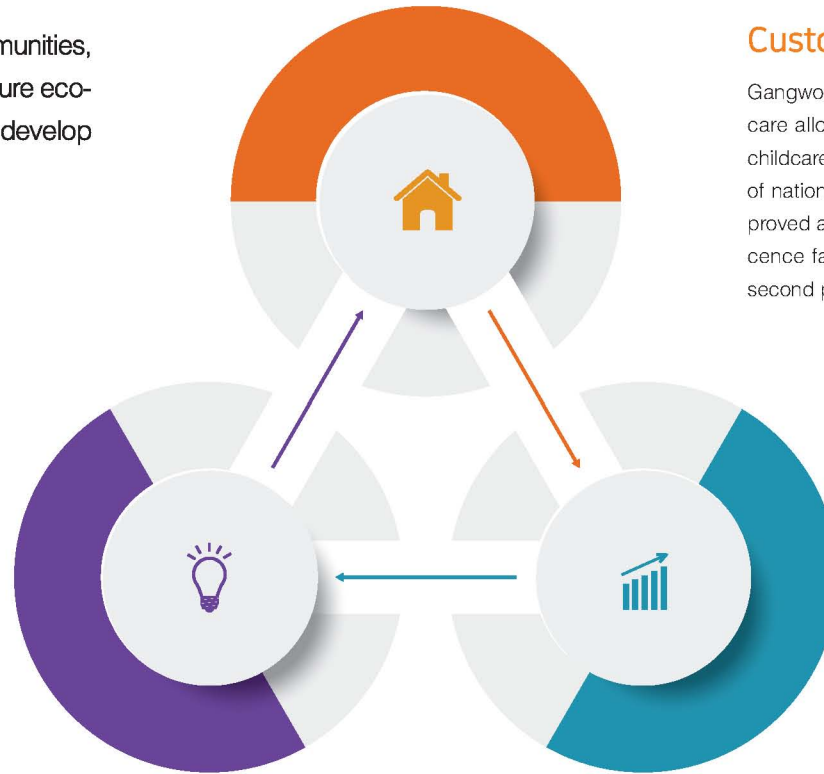 munities,
ure eco-
develop
Custo
Gangwo
care allo
childcare
of nation
proved a
cence fa
second p